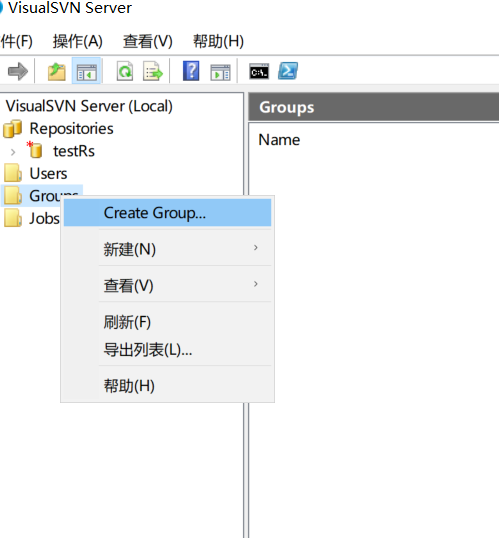 VisualSVN Server
件(F) 操作(A) 查看(V) 帮助(H)
VisualSVN Server (Local)
Repositories
testRs
Users
Groups
Jobs
Create Group...
新建(N)
查看(V)
刷新(F)
导出列表(L)...
帮助(H)
Groups
Name